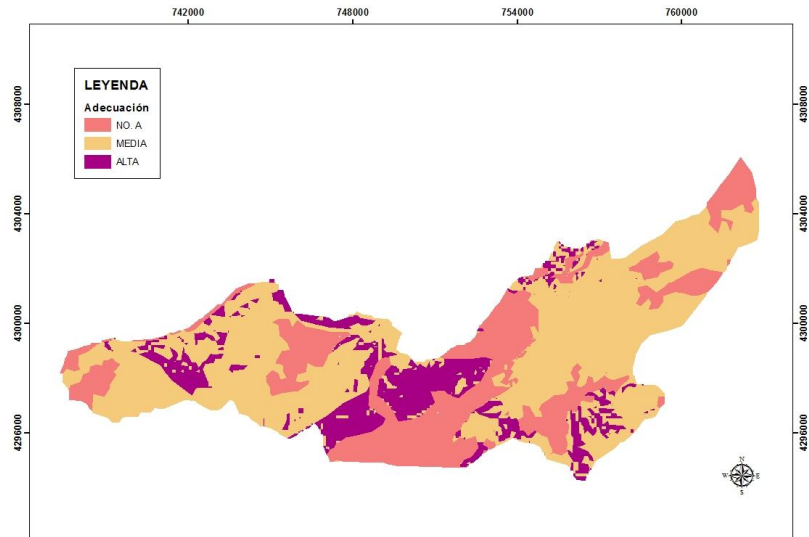 742000 748000 754000 760000
4308000 4308000
LEYENDA
Adecuación
NO. A
MEDIA
ALTA
4304000 4304000
4300000 4300000
4296000 4296000
N
W E
S